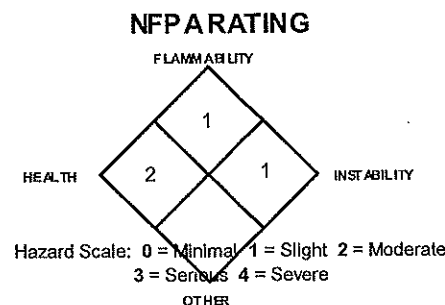 NFPA RATING
FLAMMABILITY
1
HEALTH 2 1 INSTABILITY
Hazard Scale: 0 = Minimal 1 = Slight 2 = Moderate
3 = Serious 4 = Severe
OTHER